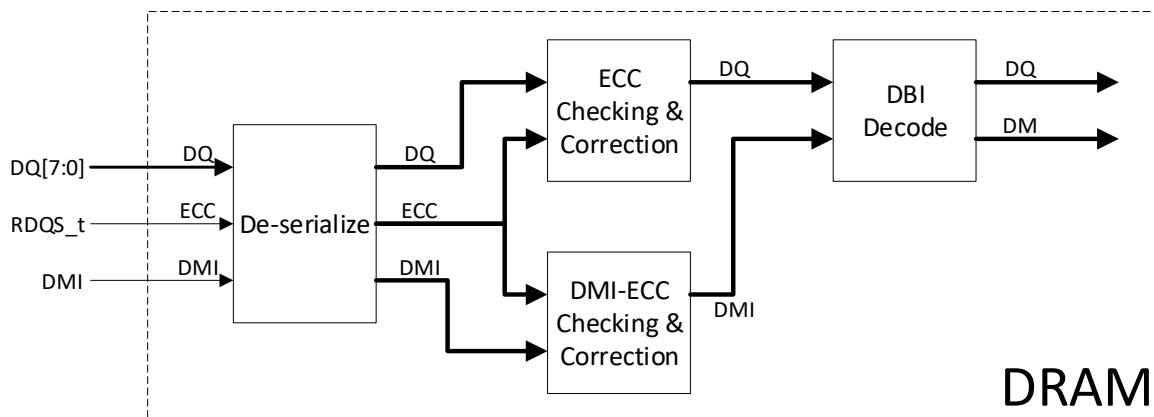 DQ[7:0]
RDQS_t
DMI
DQ
ECC
DMI
De-serialize
DQ
ECC
DMI
ECC
Checking &
Correction
DMI-ECC
Checking &
Correction
DQ
DMI
DBI
Decode
DQ
DM
DRAM